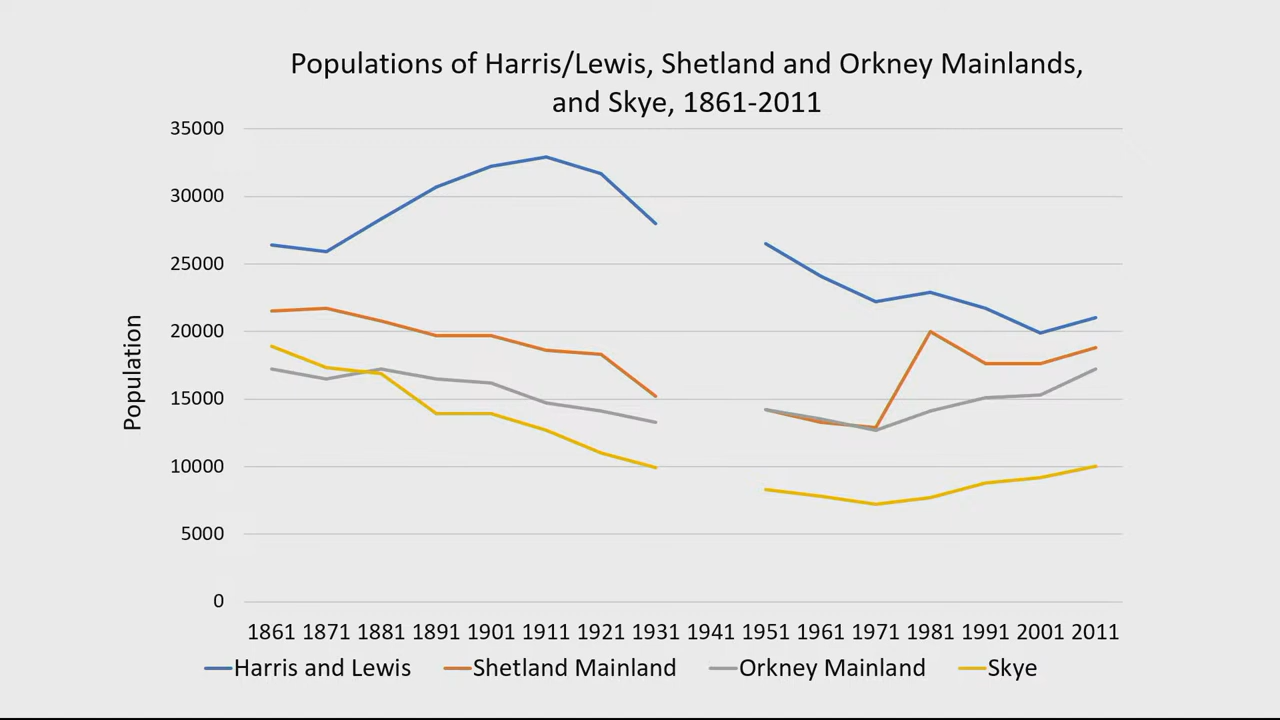 Populations of Harris/Lewis, Shetland and Orkney Mainlands,
and Skye, 1861-2011
35000
30000
25000
20000
15000
10000
5000
0
Population
1861 1871 1881 1891 1901 1911 1921 1931 1941 1951 1961 1971 1981 1991 2001 2011
Harris and Lewis Shetland Mainland Orkney Mainland Skye